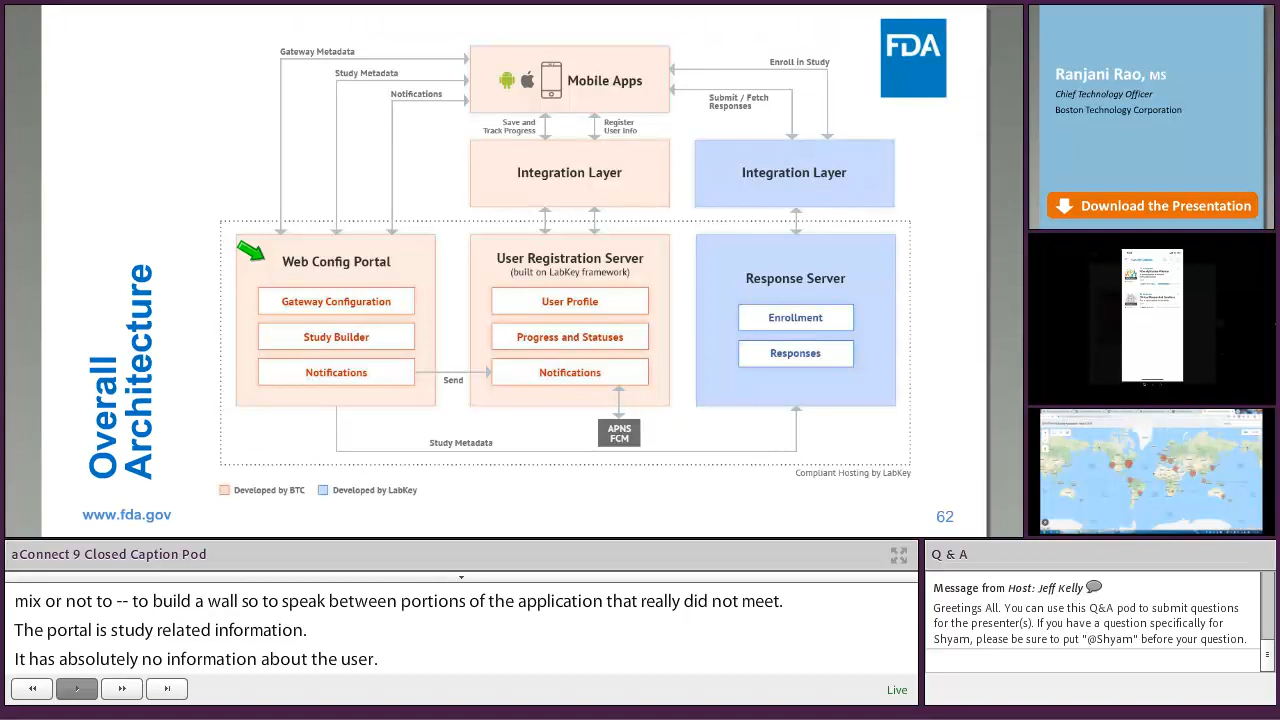 Gateway Metadata
Study Metadata
Notifications
Mobile Apps
Enroll in Study
Submit / Fetch
Responses
FDA
Save and
Track Progress
Register
User Info
Integration Layer
Integration Layer
Web Config Portal
Gateway Configuration
Study Builder
Notifications
Send
User Registration Server
(built on LabKey framework)
User Profile
Progress and Statuses
Notifications
APNS
FCM
Response Server
Enrollment
Responses
Study Metadata
Compliant Hosting by LabKey
Developed by BTC
Developed by LabKey
Overall
Architecture
www.fda.gov
62
Ranjani Rao, MS
Chief Technology Officer
Boston Technology Corporation
Download the Presentation
aConnect 9 Closed Caption Pod
mix or not to -- to build a wall so to speak between portions of the application that really did not meet.
The portal is study related information.
It has absolutely no information about the user.
Live
Q & A
Message from Host: Jeff Kelly
Greetings All. You can use this Q&A pod to submit questions
for the presenter(s). If you have a question specifically for
Shyam, please be sure to put "@Shyam" before your question.